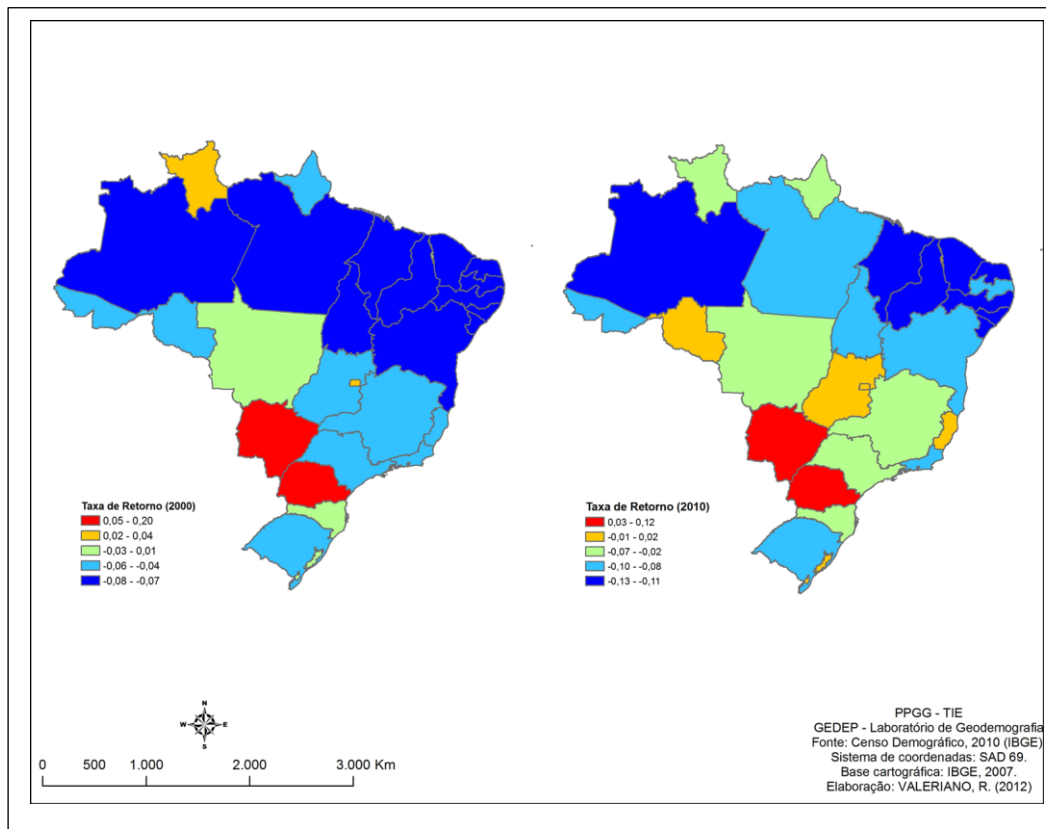 Taxa de Retorno (2000)
0,05 - 0,20
0,02 - 0,04
-0,03 - 0,01
-0,06 - -0,04
-0,08 - -0,07
Taxa de Retorno (2010)
0,03 - 0,12
-0,01 - 0,02
-0,07 - -0,02
-0,10 - -0,08
-0,13 - -0,11
N
W E
S
0 500 1.000 2.000 3.000 Km
PPGG - TIE
GEDEP - Laboratório de Geodemografia
Fonte: Censo Demográfico, 2010 (IBGE)
Sistema de coordenadas: SAD 69.
Base cartográfica: IBGE, 2007.
Elaboração: VALERIANO, R. (2012)